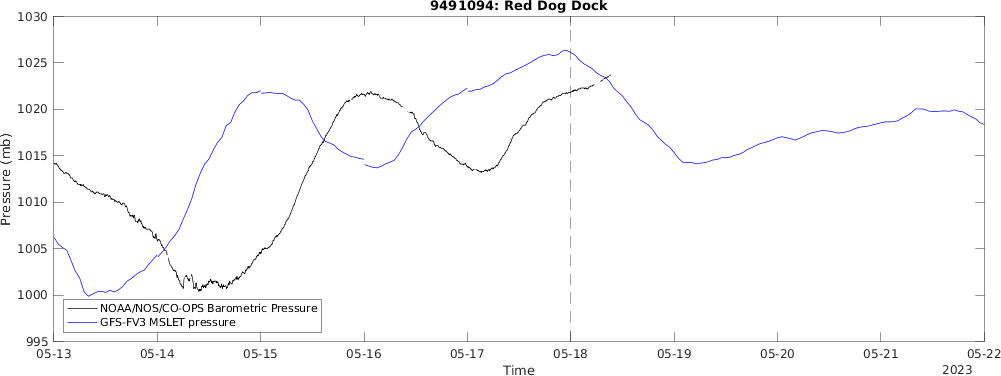 9491094: Red Dog Dock
1030
1025
1020
1015
1010
1005
1000
995
Pressure (mb)
NOAA/NOS/CO-OPS Barometric Pressure
GFS-FV3 MSLET pressure
05-13 05-14 05-15 05-16 05-17 05-18 05-19 05-20 05-21 05-22
Time
2023